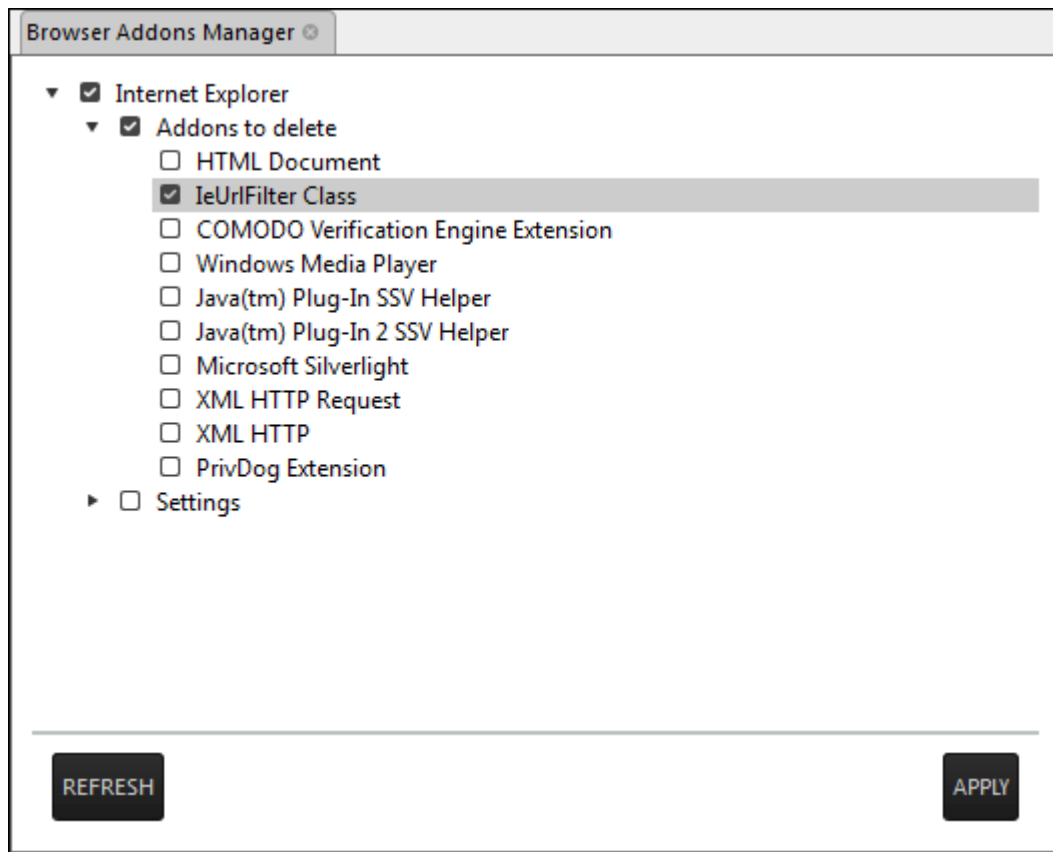 Browser Addons Manager
Internet Explorer
Addons to delete
HTML Document
IeUrlFilter Class
COMODO Verification Engine Extension
Windows Media Player
Java(tm) Plug-In SSV Helper
Java(tm) Plug-In 2 SSV Helper
Microsoft Silverlight
XML HTTP Request
XML HTTP
PrivDog Extension
Settings
REFRESH
APPLY